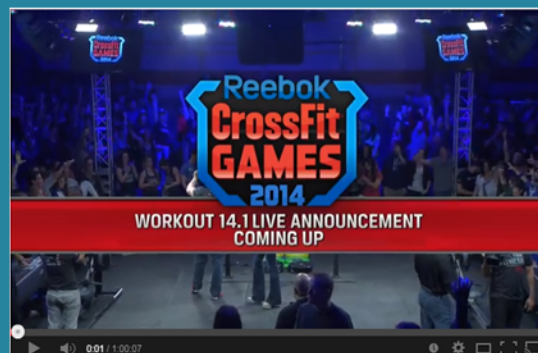 Reebok
CrossFit
GAMES
2014
WORKOUT 14.1 LIVE ANNOUNCEMENT
COMING UP
0:01 / 1:00:07